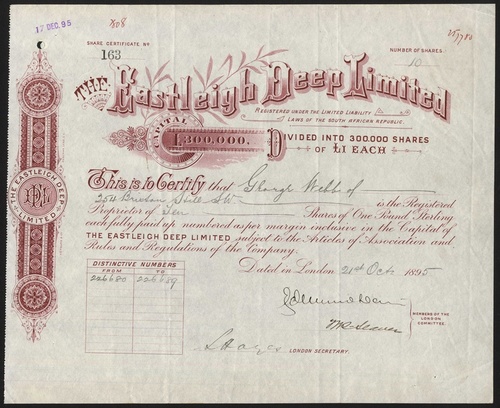 17 DEC. 95
SHARE CERTIFICATE Nº
163
NUMBER OF SHARES
10
THE
Eastleigh Deep Limited
REGISTERED UNDER THE LIMITED LIABILITY
LAWS OF THE SOUTH AFRICAN REPUBLIC.
CAPITAL
£300,000.
DIVIDED INTO 300,000 SHARES
OF £1 EACH
This is to Certify that George Webb of
254 Street SW is the Registered
Proprietor of Ten Shares of One Pound Sterling
each fully paid up numbered as per margin inclusive in the Capital of
THE EASTLEIGH DEEP LIMITED subject to the Articles of Association and
Rules and Regulations of the Company.
Dated in London 21st Oct 1895
THE EASTLEIGH DEEP
LIMITED
DISTINCTIVE NUMBERS
FROM TO
226680 226689
MEMBERS OF THE
LONDON
COMMITTEE.
LONDON SECRETARY.